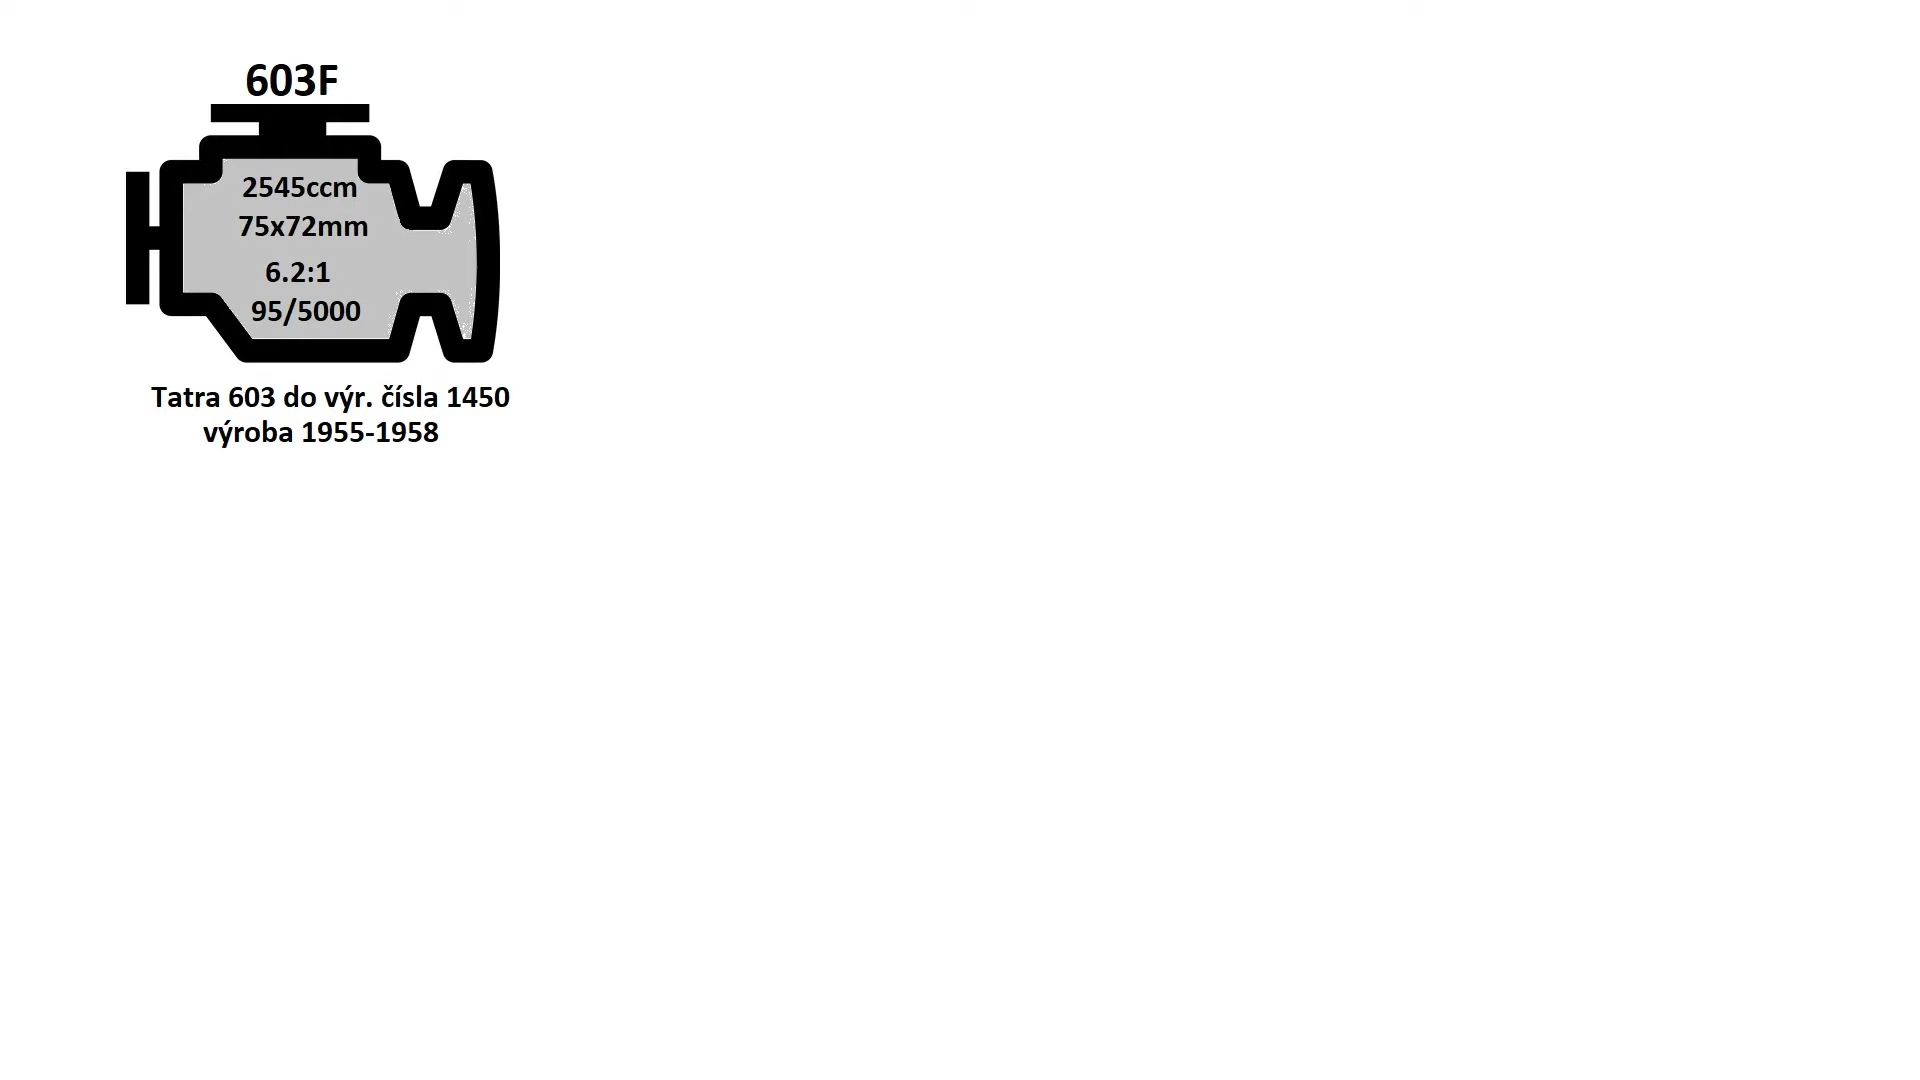 603F
2545ccm
75x72mm
6.2:1
95/5000
Tatra 603 do výr. čísla 1450
výroba 1955-1958